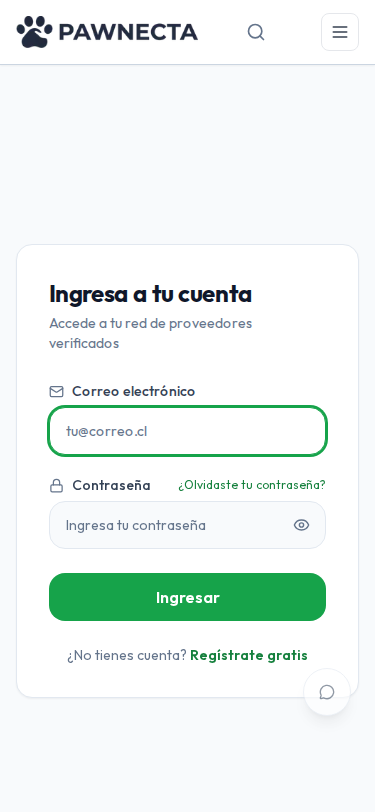 PAWNECTA
Ingresa a tu cuenta
Accede a tu red de proveedores
verificados
Correo electrónico
tu@correo.cl
Contraseña
¿Olvidaste tu contraseña?
Ingresa tu contraseña
Ingresar
¿No tienes cuenta? Regístrate gratis